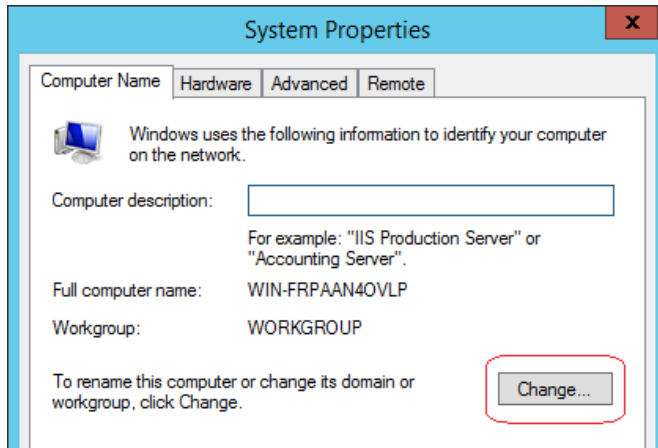 System Properties
x
Computer Name Hardware Advanced Remote
Windows uses the following information to identify your computer
on the network.
Computer description:
For example: "IIS Production Server" or
"Accounting Server".
Full computer name: WIN-FRPAAN4OVLP
Workgroup: WORKGROUP
To rename this computer or change its domain or
workgroup, click Change.
Change...